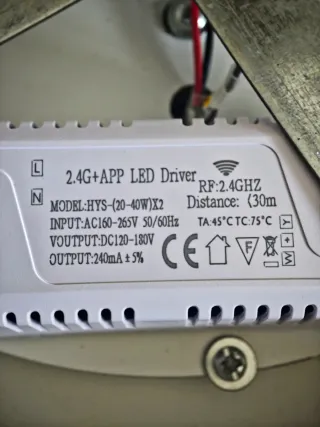 L
N
2.4G+APP LED Driver
RF:2.4GHZ
MODEL:HYS-(20-40W)X2
Distance: 〈30m
INPUT:AC160-265V 50/60Hz
TA:45℃ TC:75℃
VOUTPUT:DC120-180V
OUTPUT:240mA ± 5%
CE
F
Y
+
W